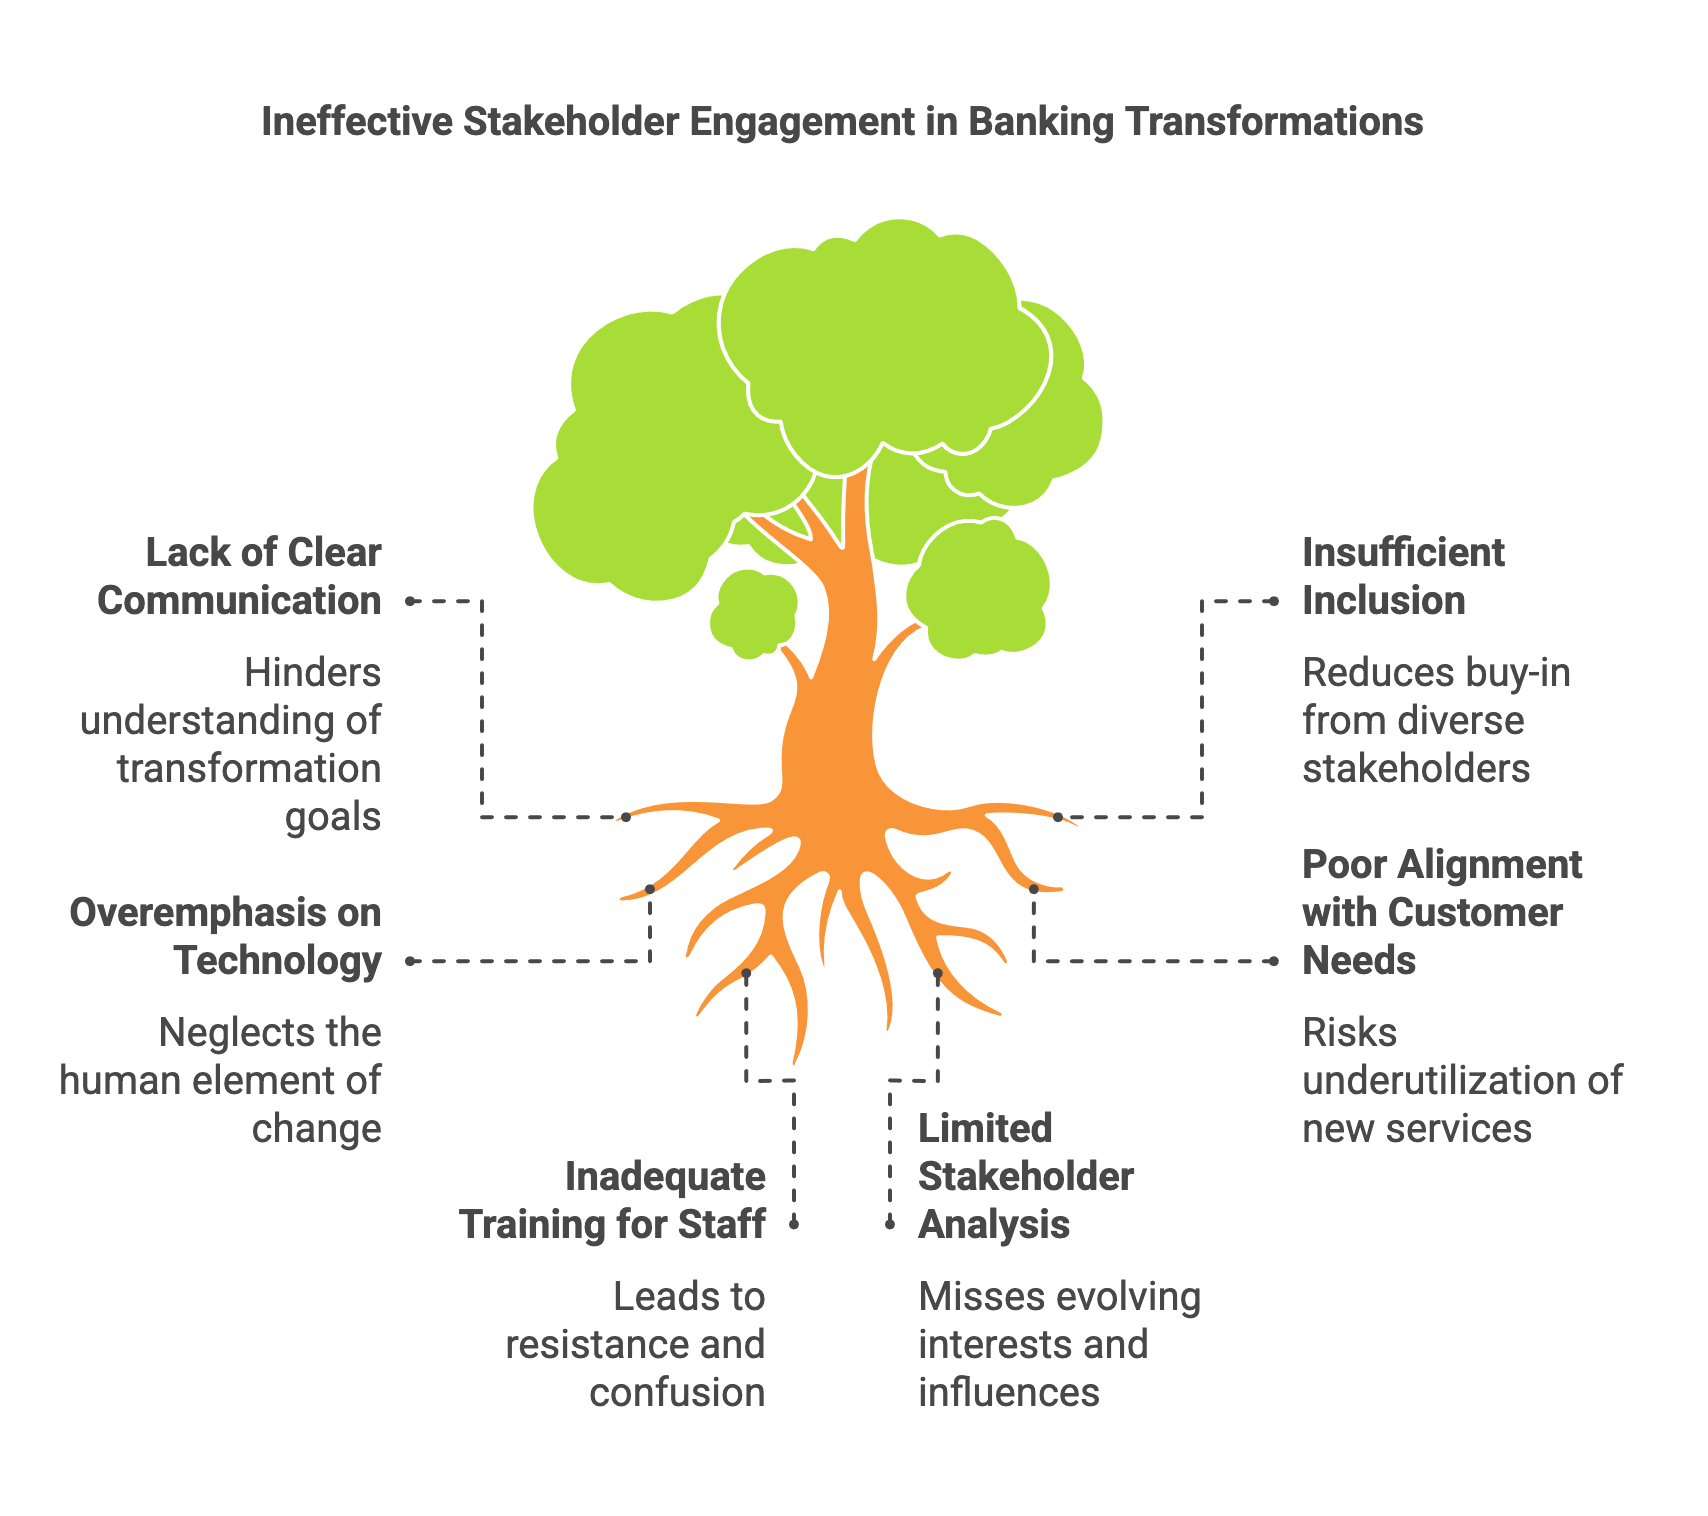 Ineffective Stakeholder Engagement in Banking Transformations
Lack of Clear
Communication
Hinders
understanding of
transformation
goals
Overemphasis on
Technology
Neglects the
human element of
change
Inadequate
Training for Staff
Leads to
resistance and
confusion
Limited
Stakeholder
Analysis
Misses evolving
interests and
influences
Insufficient
Inclusion
Reduces buy-in
from diverse
stakeholders
Poor Alignment
with Customer
Needs
Risks
underutilization of
new services